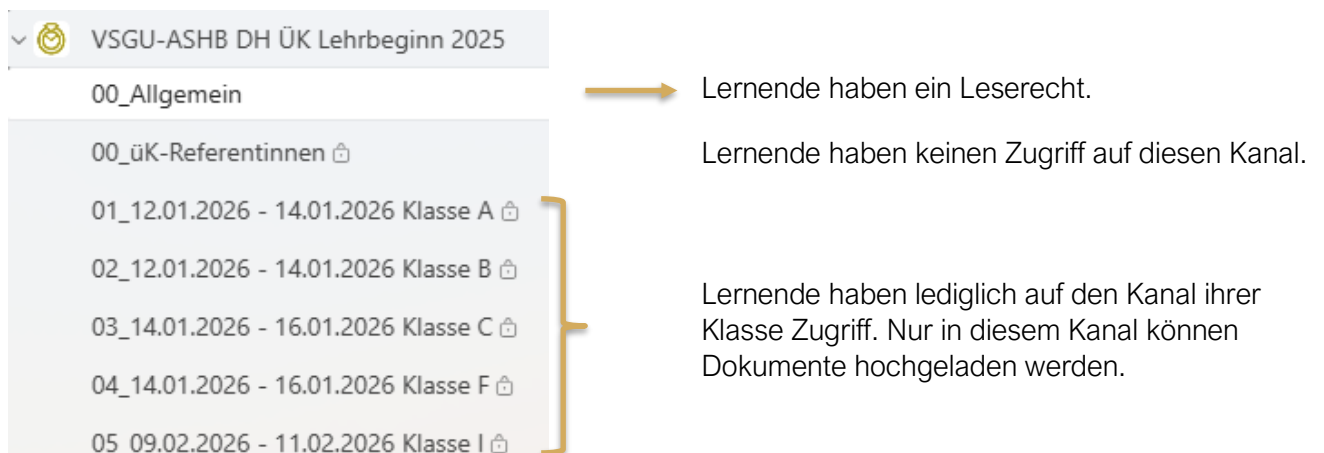 VSGU-ASHB DH ÜK Lehrbeginn 2025
00_Allgemein
Lernende haben ein Leserecht.
00_üK-Referentinnen
Lernende haben keinen Zugriff auf diesen Kanal.
01_12.01.2026 - 14.01.2026 Klasse A
02_12.01.2026 - 14.01.2026 Klasse B
03_14.01.2026 - 16.01.2026 Klasse C
04_14.01.2026 - 16.01.2026 Klasse F
05_09.02.2026 - 11.02.2026 Klasse I
Lernende haben lediglich auf den Kanal ihrer
Klasse Zugriff. Nur in diesem Kanal können
Dokumente hochgeladen werden.